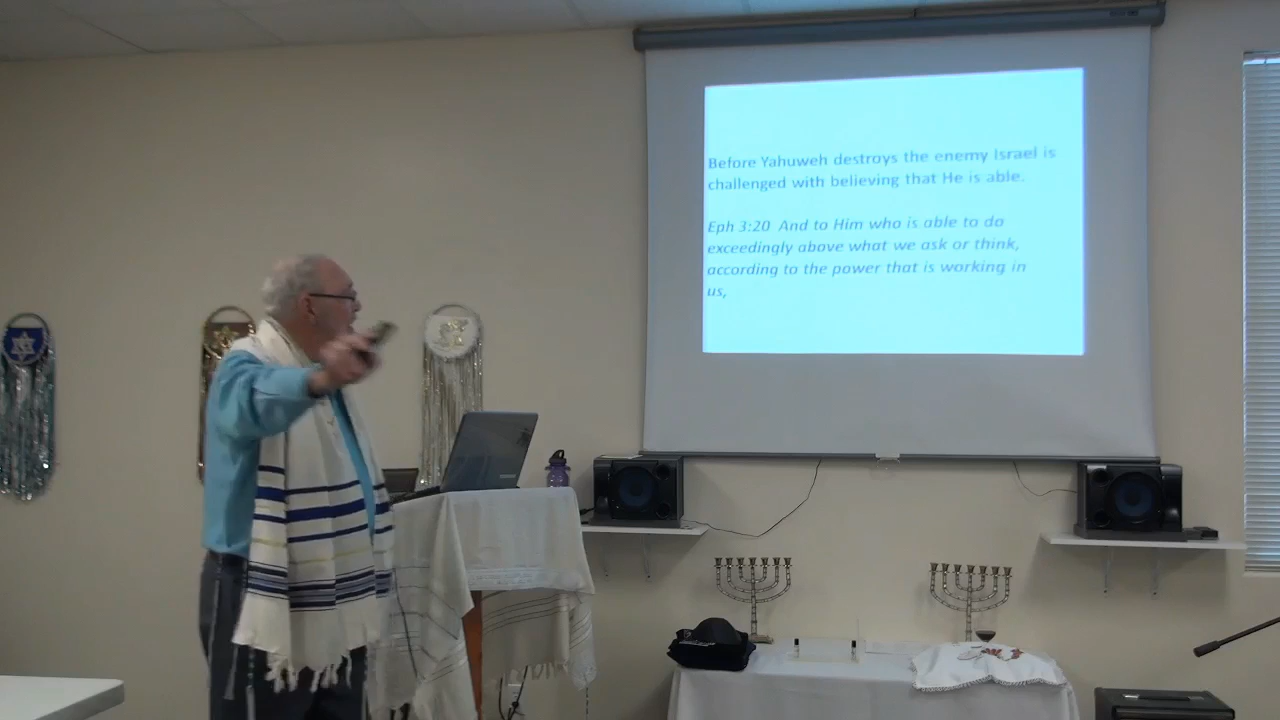 Before Yahuweh destroys the enemy Israel is
challenged with believing that He is able.
Eph 3:20 And to Him who is able to do
exceedingly above what we ask or think,
according to the power that is working in
us,